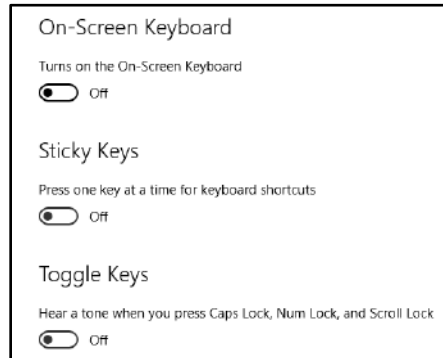 On-Screen Keyboard
Turns on the On-Screen Keyboard
Off
Sticky Keys
Press one key at a time for keyboard shortcuts
Off
Toggle Keys
Hear a tone when you press Caps Lock, Num Lock, and Scroll Lock
Off